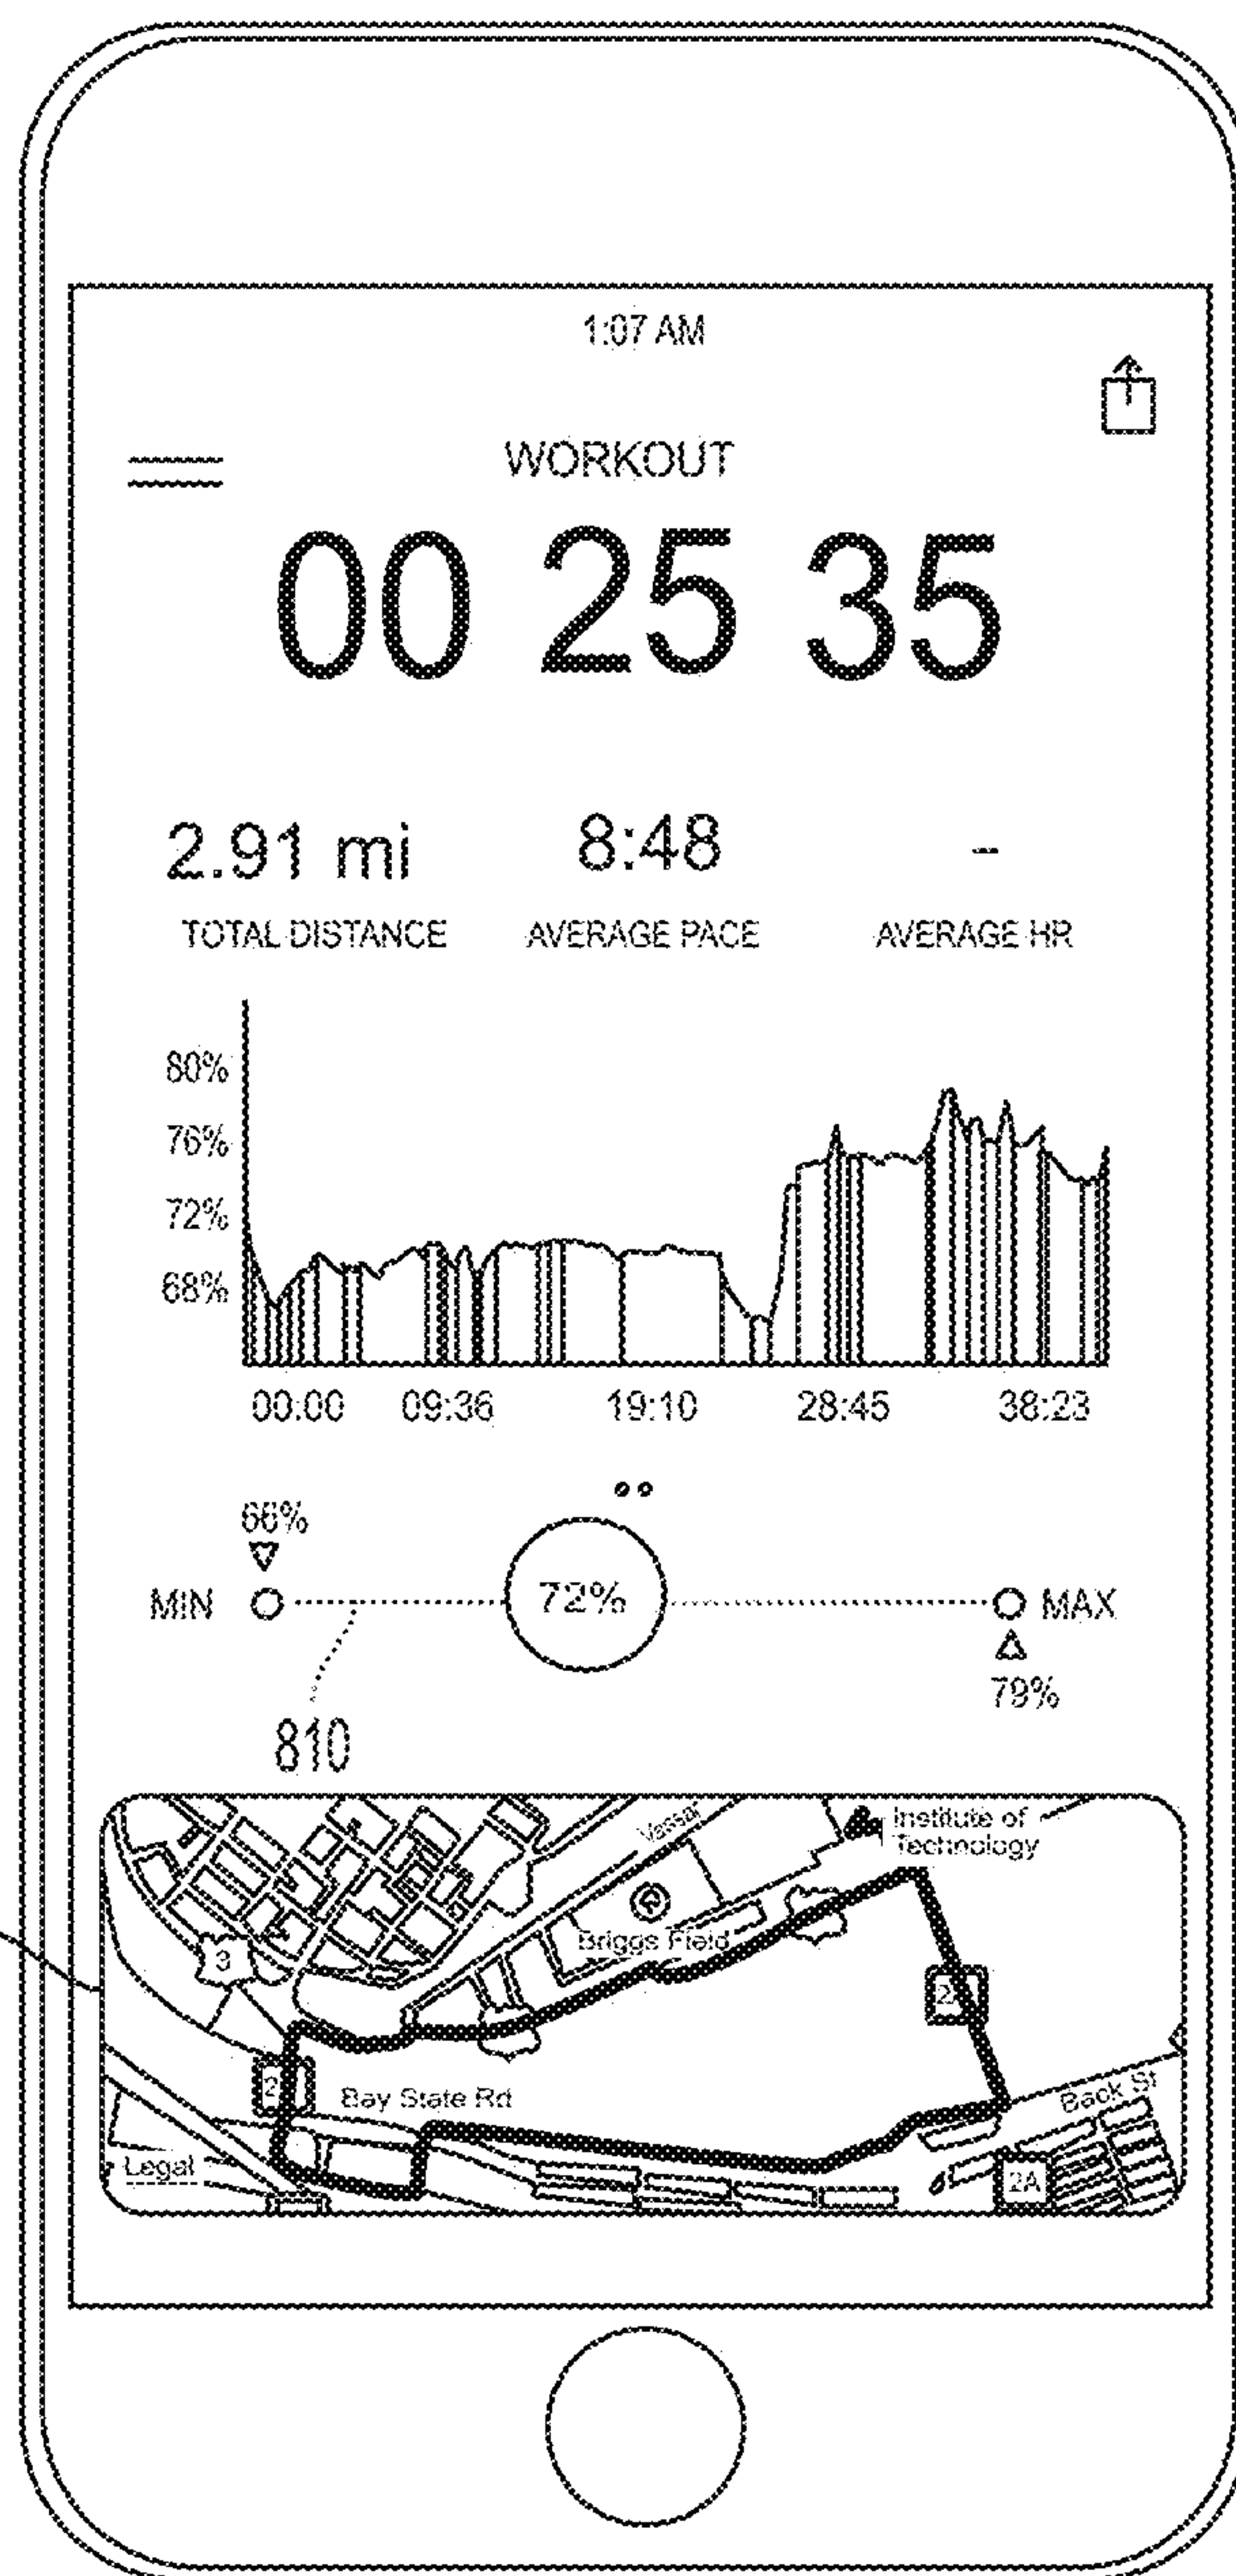 1:07 AM
WORKOUT
00 25 35
2.91 mi 8:48 –
TOTAL DISTANCE AVERAGE PACE AVERAGE HR
80%
76%
72%
68%
00:00 09:36 19:10 28:45 38:23
66%
MIN 72% MAX
79%
810
Vassar
Institute of
Technology
Briggs Field
3
2
2
Bay State Rd
Back St
Legal
2A